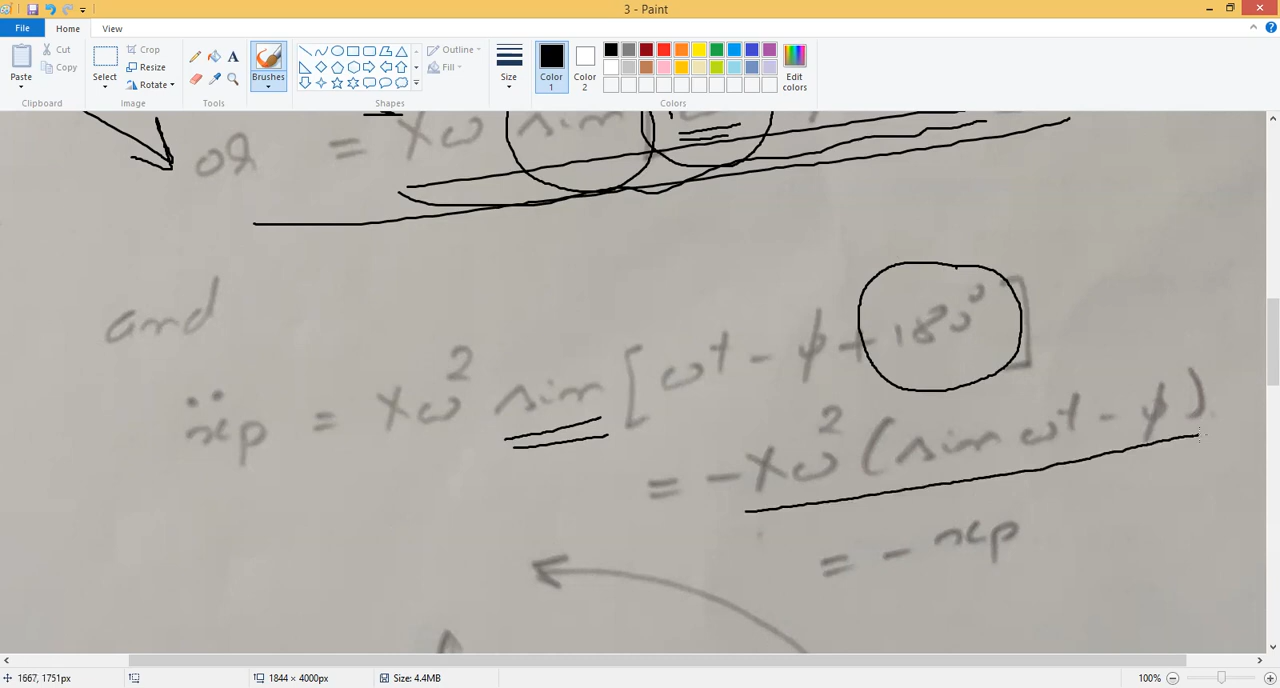 3 - Paint
File Home View
Paste Cut Copy Clipboard
Select Crop Resize Rotate Image
Tools
Brushes
Shapes Outline Fill
Size
Color 1 Color 2 Edit colors Colors
or = Xω sin
and
ẍp = Xω² sin [ωt - ψ + 180°]
= -Xω² (sin ωt - ψ)
= - xp
1667, 1751px 1844 × 4000px Size: 4.4MB 100%